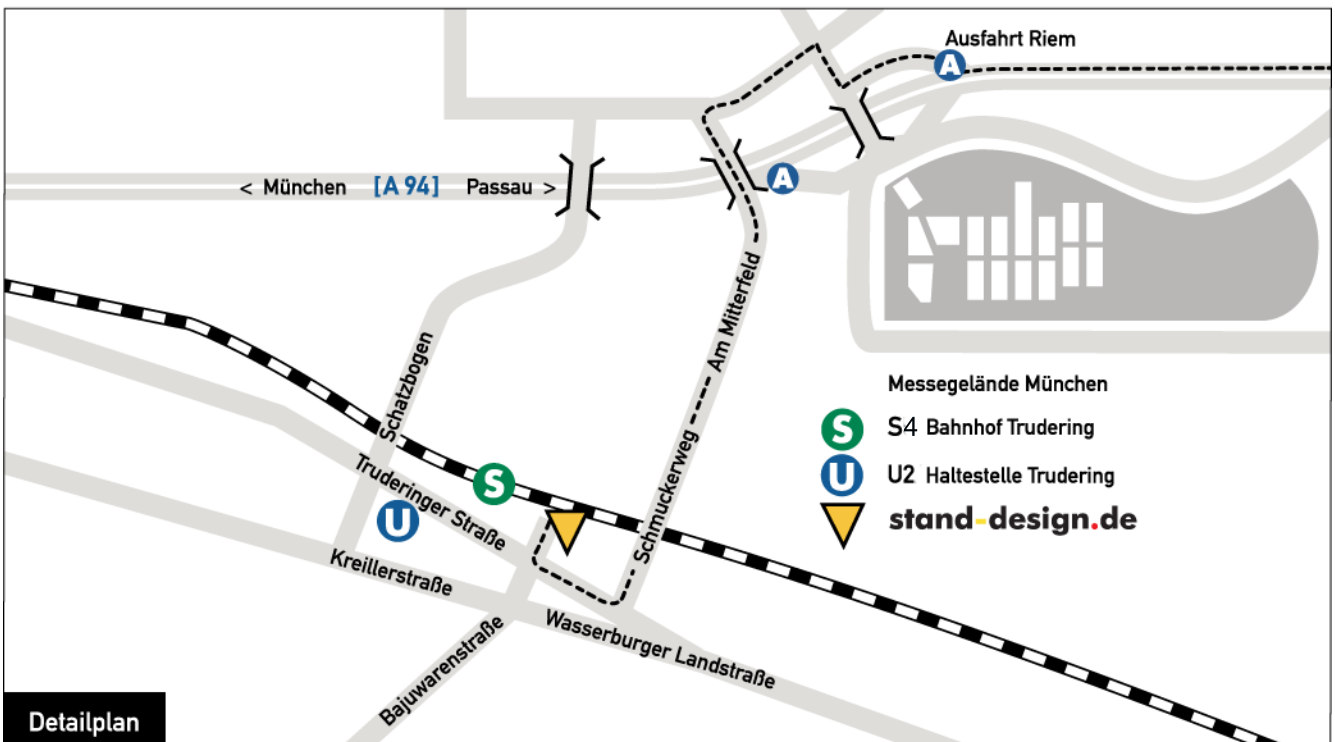 Ausfahrt Riem
A
A
< München [A 94] Passau >
Schatzbogen
Am Mitterfeld
Schmuckerweg
Truderinger Straße
S
U
Kreillerstraße
Wasserburger Landstraße
Bajuwarenstraße
Messegelände München
S S4 Bahnhof Trudering
U U2 Haltestelle Trudering
stand-design.de
Detailplan